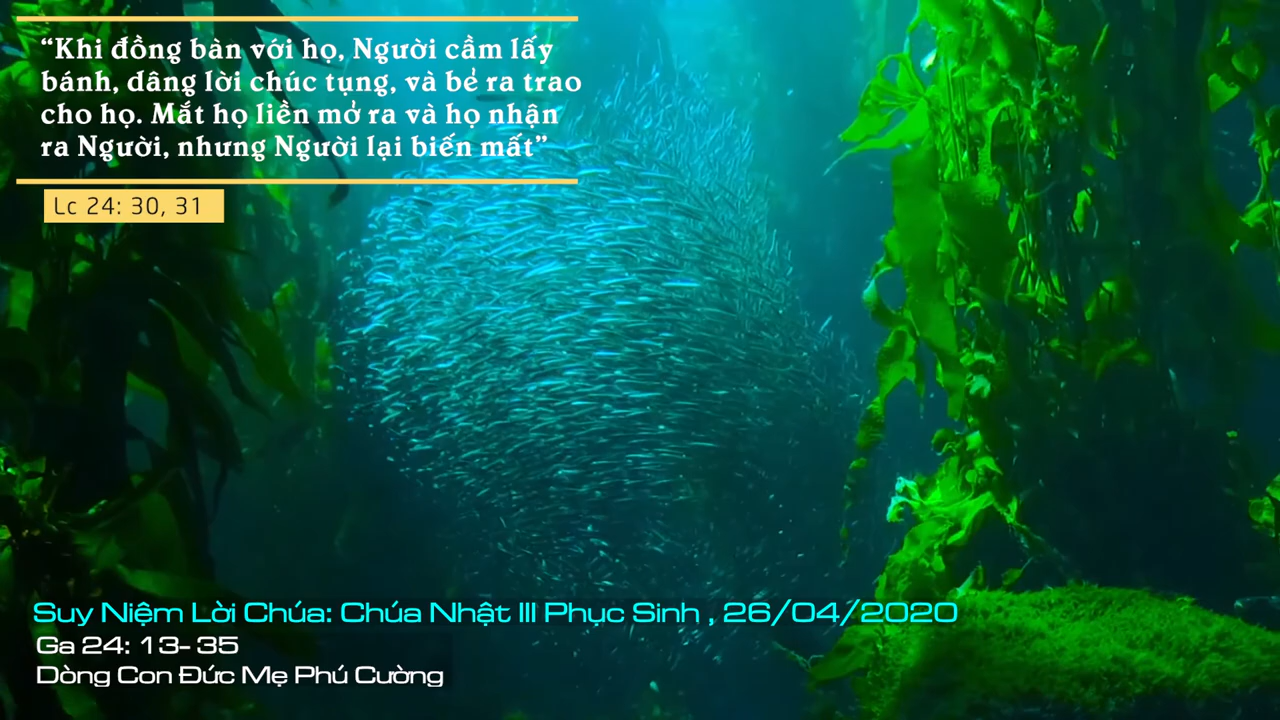 “Khi đồng bàn với họ, Người cầm lấy
bánh, dâng lời chúc tụng, và bẻ ra trao
cho họ. Mắt họ liền mở ra và họ nhận
ra Người, nhưng Người lại biến mất”
Lc 24: 30, 31
Suy Niệm Lời Chúa: Chúa Nhật III Phục Sinh , 26/04/2020
Ga 24: 13- 35
Dòng Con Đức Mẹ Phú Cường